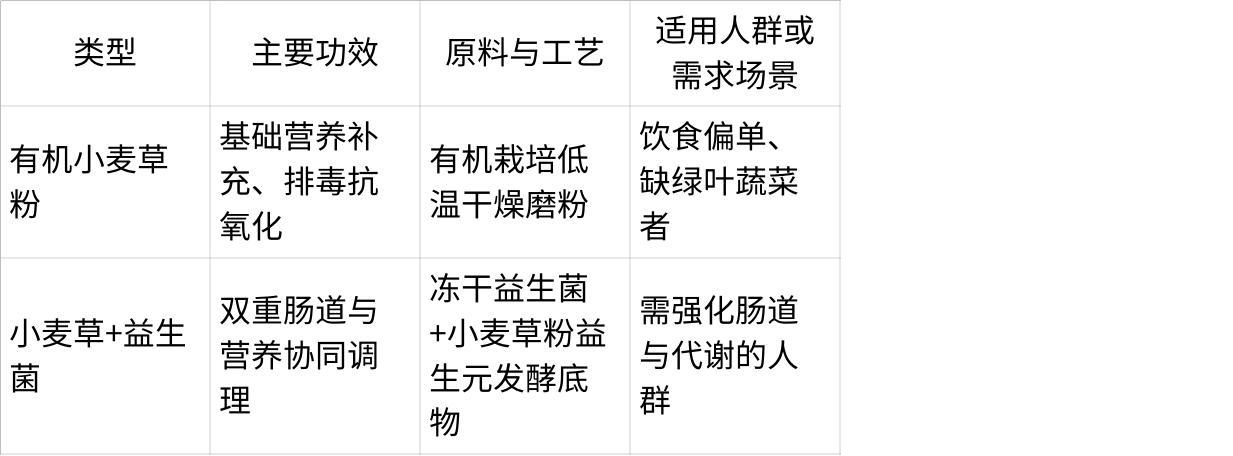 类型
主要功效
原料与工艺
适用人群或
需求场景
有机小麦草
粉
基础营养补
充、排毒抗
氧化
有机栽培低
温干燥磨粉
饮食偏单、
缺绿叶蔬菜
者
小麦草+益生
菌
双重肠道与
营养协同调
理
冻干益生菌
+小麦草粉益
生元发酵底
物
需强化肠道
与代谢的人
群